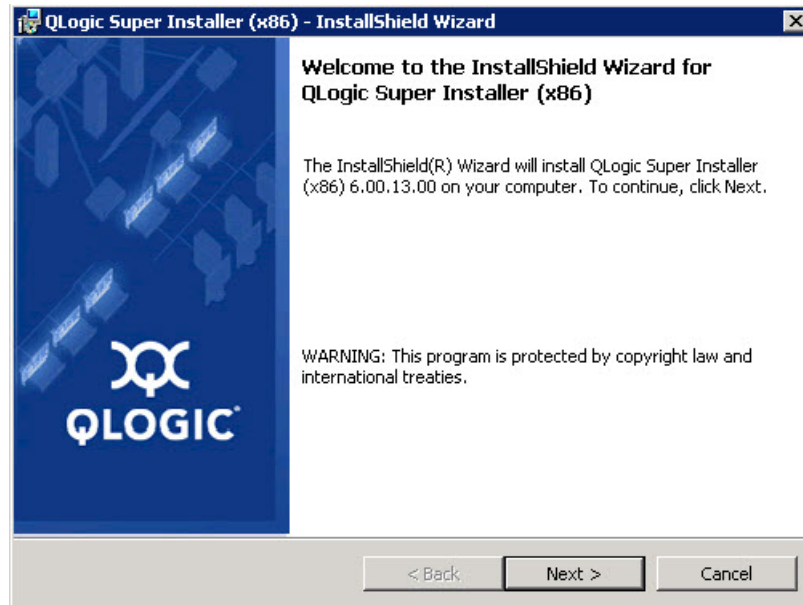 QLogic Super Installer (x86) - InstallShield Wizard
Welcome to the InstallShield Wizard for
QLogic Super Installer (x86)
The InstallShield(R) Wizard will install QLogic Super Installer
(x86) 6.00.13.00 on your computer. To continue, click Next.
WARNING: This program is protected by copyright law and
international treaties.
QLOGIC
< Back
Next >
Cancel